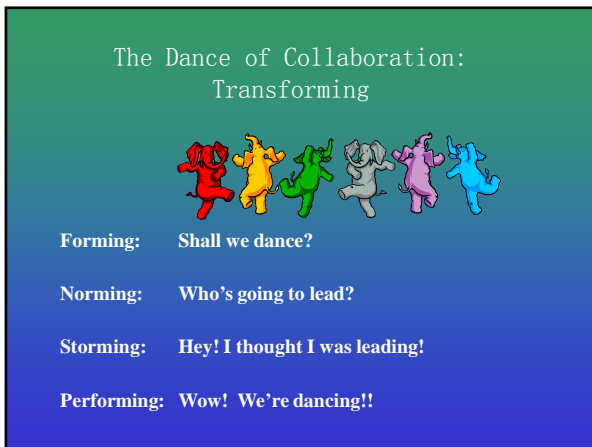 The Dance of Collaboration:
Transforming
Forming: Shall we dance?
Norming: Who's going to lead?
Storming: Hey! I thought I was leading!
Performing: Wow! We're dancing!!